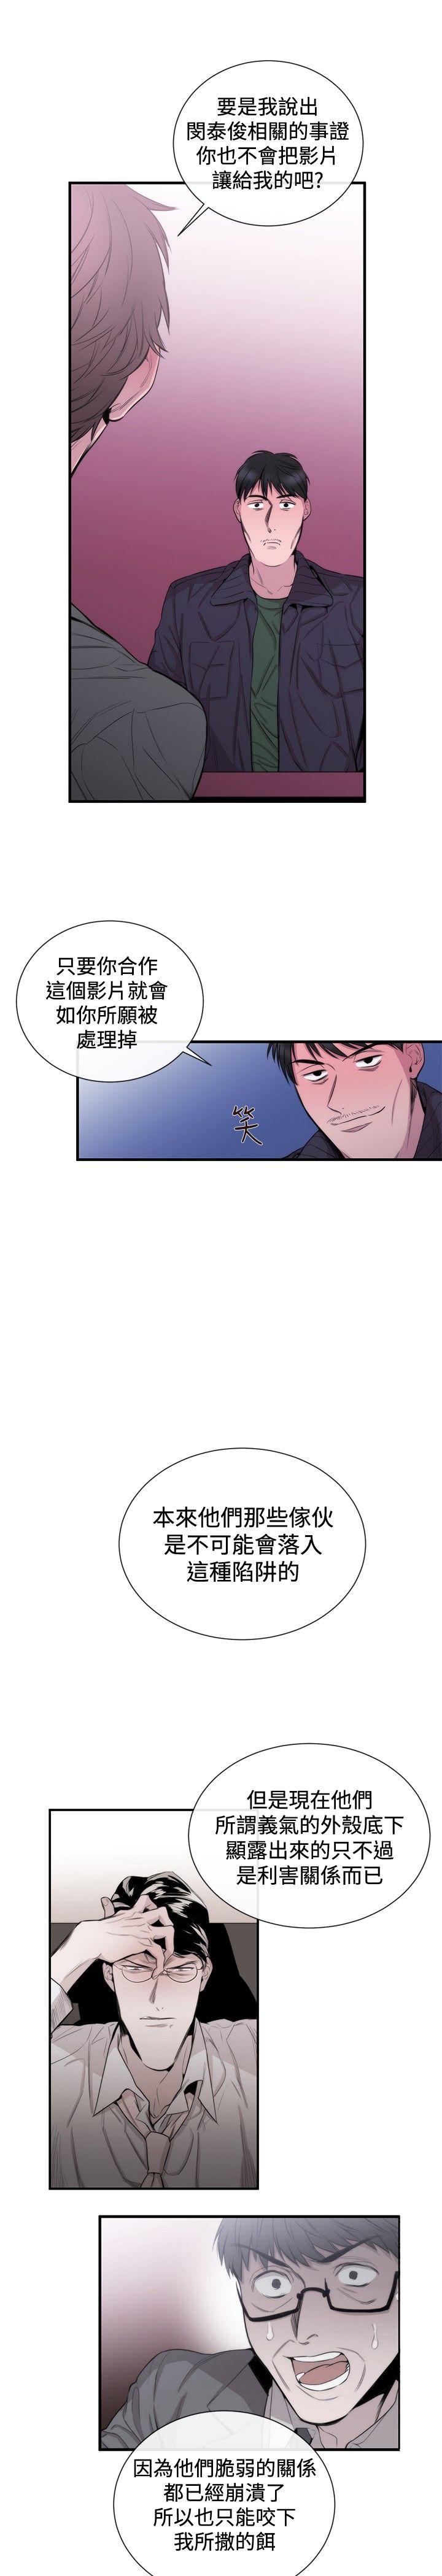 要是我說出
閔泰俊相關的事證
你也不會把影片
讓給我的吧?
只要你合作
這個影片就會
如你所願被
處理掉
笑
本來他們那些傢伙
是不可能會落入
這種陷阱的
但是現在他們
所謂義氣的外殼底下
顯露出來的只不過
是利害關係而已
因為他們脆弱的關係
都已經崩潰了
所以也只能咬下
我所撒的餌